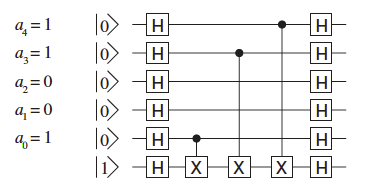 a₄ = 1 |0⟩ H H
a₃ = 1 |0⟩ H H
a₂ = 0 |0⟩ H H
a₁ = 0 |0⟩ H H
a₀ = 1 |0⟩ H H
|1⟩ H X X X H